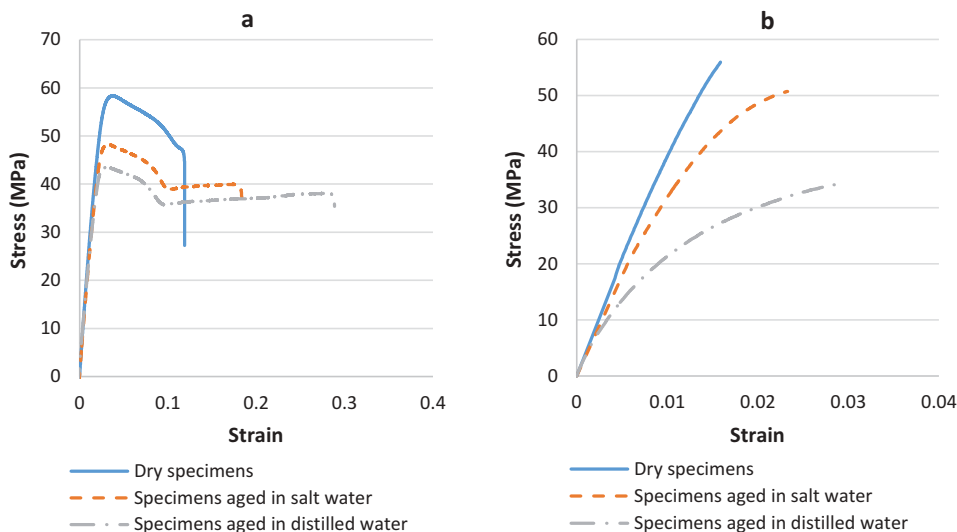 a
70
60
50
40
30
20
10
0
Stress (MPa)
0 0.1 0.2 0.3 0.4
Strain
Dry specimens
Specimens aged in salt water
Specimens aged in distilled water
b
60
50
40
30
20
10
0
Stress (MPa)
0 0.01 0.02 0.03 0.04
Strain
Dry specimens
Specimens aged in salt water
Specimens aged in distilled water